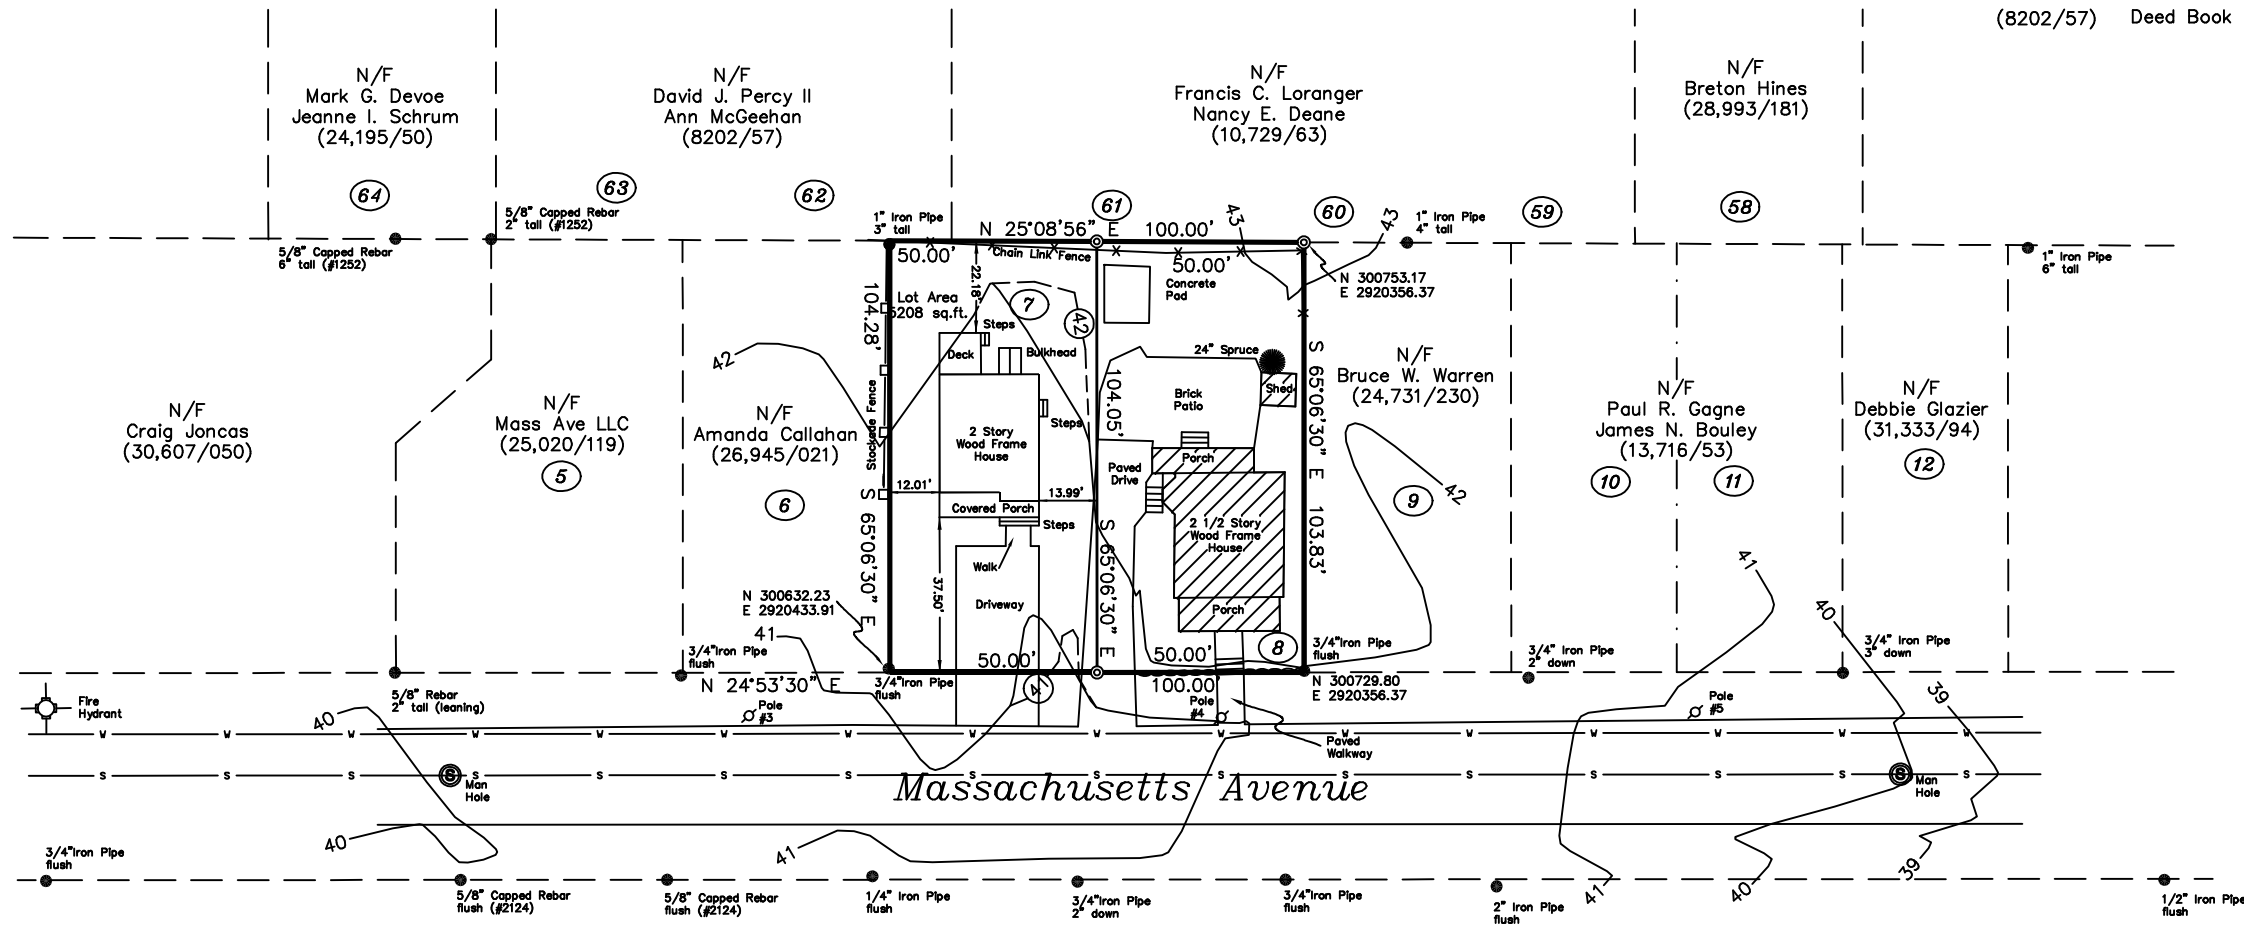 (8202/57) Deed Book
N/F
Mark G. Devoe
Jeanne I. Schrum
(24,195/50)
64
N/F
David J. Percy II
Ann McGeehan
(8202/57)
63
62
N/F
Francis C. Loranger
Nancy E. Deane
(10,729/63)
61
60
59
N/F
Breton Hines
(28,993/181)
58
5/8" Capped Rebar
6" tall (#1252)
5/8" Capped Rebar
2" tall (#1252)
1" Iron Pipe
3" tall
N 25°08'56" E 100.00'
50.00'
Chain Link Fence
50.00'
43
43
1" Iron Pipe
4" tall
1" Iron Pipe
6" tall
N 300753.17
E 2920356.37
22.18'
Lot Area
5208 sq.ft.
7
42
Concrete
Pad
Steps
Deck
Bulkhead
24" Spruce
Shed
Brick
Patio
104.28'
S 65°06'30" E
Stockade Fence
104.05'
S 65°06'30" E
S 65°06'30" E 103.83'
42
2 Story
Wood Frame
House
Steps
12.01'
13.99'
Covered Porch
Steps
Walk
37.50'
Driveway
Paved
Drive
Porch
2 1/2 Story
Wood Frame
House
Porch
8
N/F
Craig Joncas
(30,607/050)
N/F
Mass Ave LLC
(25,020/119)
5
N/F
Amanda Callahan
(26,945/021)
6
N/F
Bruce W. Warren
(24,731/230)
42
9
N/F
Paul R. Gagne
James N. Bouley
(13,716/53)
10
11
N/F
Debbie Glazier
(31,333/94)
12
N 300632.23
E 2920433.91
41
41
40
3/4"Iron Pipe
flush
50.00'
50.00'
3/4"Iron Pipe
flush
3/4" Iron Pipe
2" down
3/4" Iron Pipe
3" down
5/8" Rebar
2" tall (leaning)
N 24°53'30" E
3/4"Iron Pipe
flush
41
100.00'
N 300729.80
E 2920356.37
Fire
Hydrant
40
Pole
#3
Pole
#4
Pole
#5
39
W W W W W W W W W W W W W W W W
Paved
Walkway
S S S S S S S S S S S S S S S S
S
Man
Hole
Massachusetts Avenue
S
Man
Hole
40
41
41
40
39
3/4"Iron Pipe
flush
5/8" Capped Rebar
flush (#2124)
5/8" Capped Rebar
flush (#2124)
1/4" Iron Pipe
flush
3/4"Iron Pipe
2" down
3/4"Iron Pipe
flush
2" Iron Pipe
flush
1/2" Iron Pipe
flush